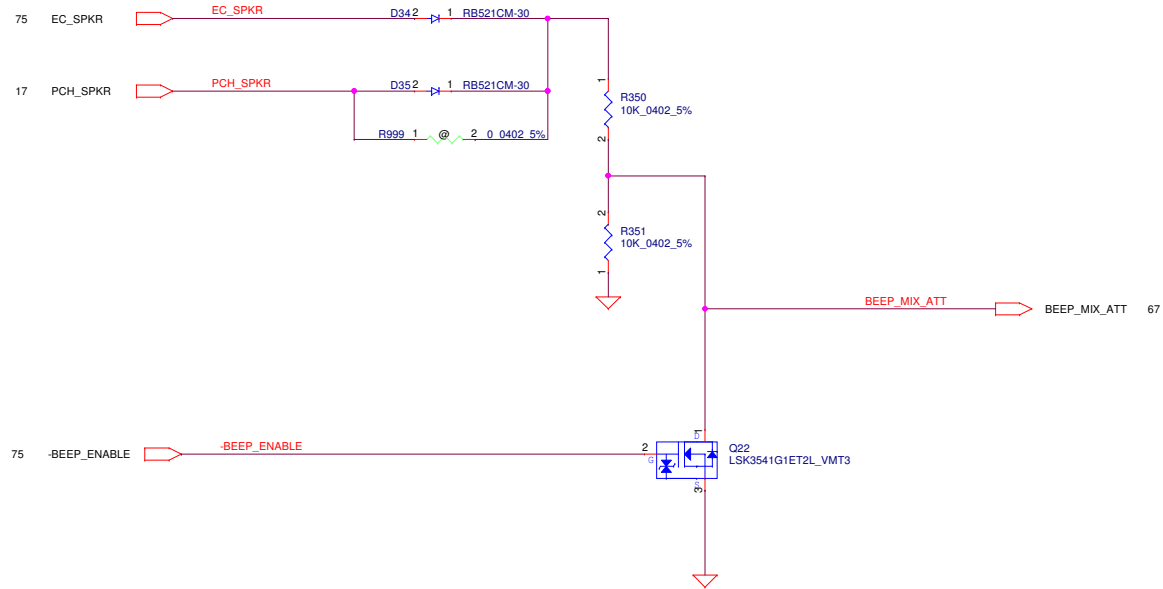 75 EC_SPKR EC_SPKR D34 2 1 RB521CM-30
17 PCH_SPKR PCH_SPKR D35 2 1 RB521CM-30
R999 1 @ 2 0_0402_5%
1
R350
10K_0402_5%
2
2
R351
10K_0402_5%
1
BEEP_MIX_ATT BEEP_MIX_ATT 67
75 -BEEP_ENABLE -BEEP_ENABLE 2 G
1
D
Q22
LSK3541G1ET2L_VMT3
S
3